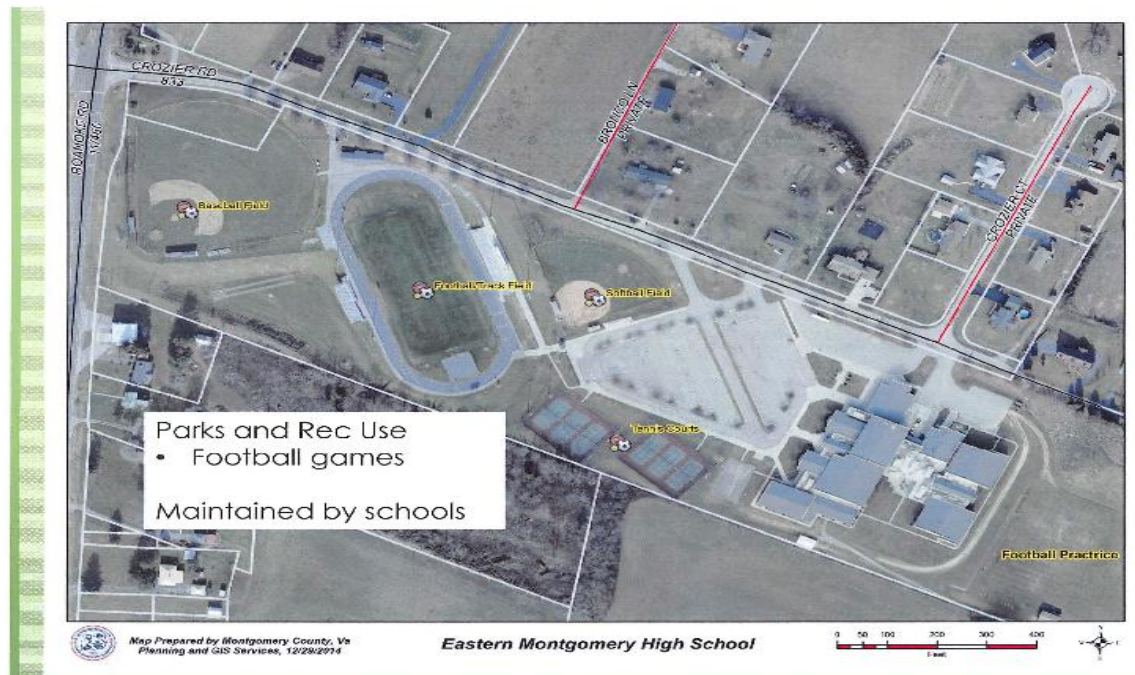 CROZIER RD
833
ROANOKE RD
11/460
BRONCO LN
PRIVATE
CROZIER CT
PRIVATE
Baseball Field
Football/Track Field
Softball Field
Tennis Courts
Parks and Rec Use
• Football games
Maintained by schools
Football Practrice
Map Prepared by Montgomery County, Va
Planning and GIS Services, 12/29/2014
Eastern Montgomery High School
0 50 100 200 300 400
Feet